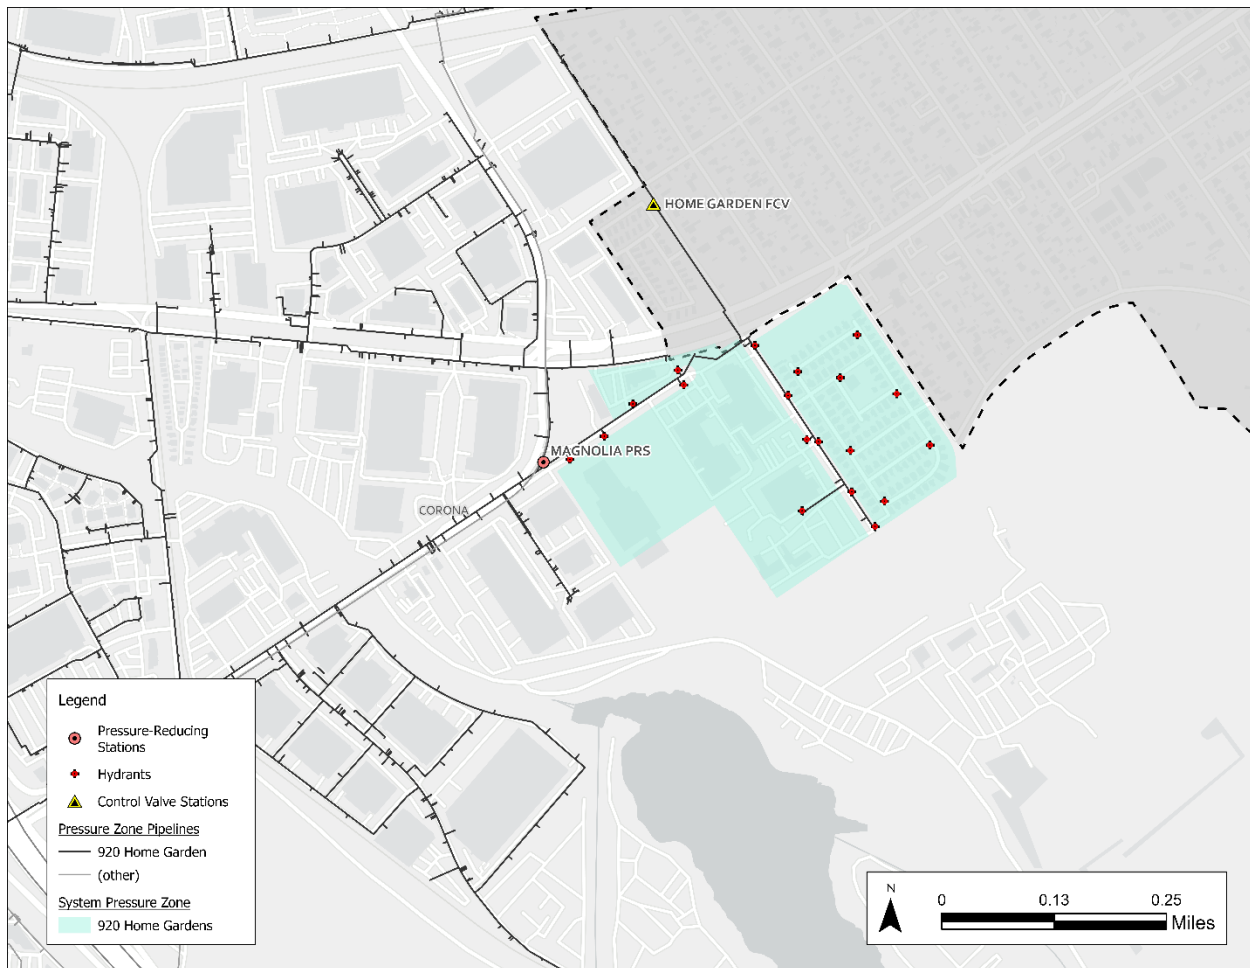 HOME GARDEN FCV
MAGNOLIA PRS
CORONA
Legend
Pressure-Reducing
Stations
Hydrants
Control Valve Stations
Pressure Zone Pipelines
920 Home Garden
(other)
System Pressure Zone
920 Home Gardens
N
0 0.13 0.25
Miles